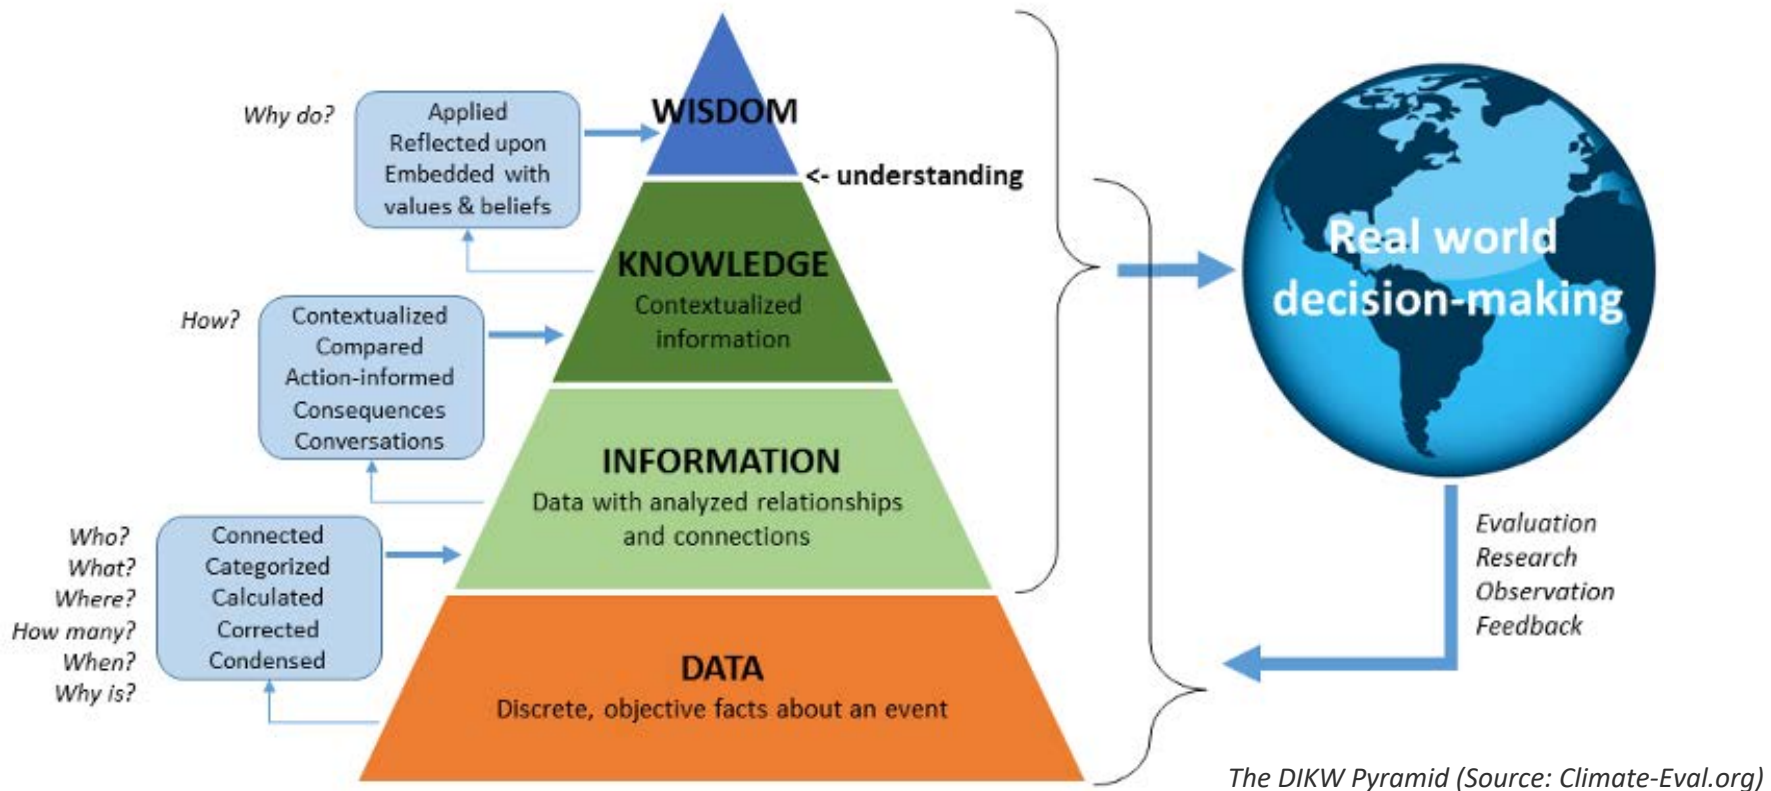 Why do?
Applied
Reflected upon
Embedded with
values & beliefs
WISDOM
<- understanding
KNOWLEDGE
Contextualized
information
How?
Contextualized
Compared
Action-informed
Consequences
Conversations
INFORMATION
Data with analyzed relationships
and connections
Who?
What?
Where?
How many?
When?
Why is?
Connected
Categorized
Calculated
Corrected
Condensed
DATA
Discrete, objective facts about an event
Real world
decision-making
Evaluation
Research
Observation
Feedback
The DIKW Pyramid (Source: Climate-Eval.org)